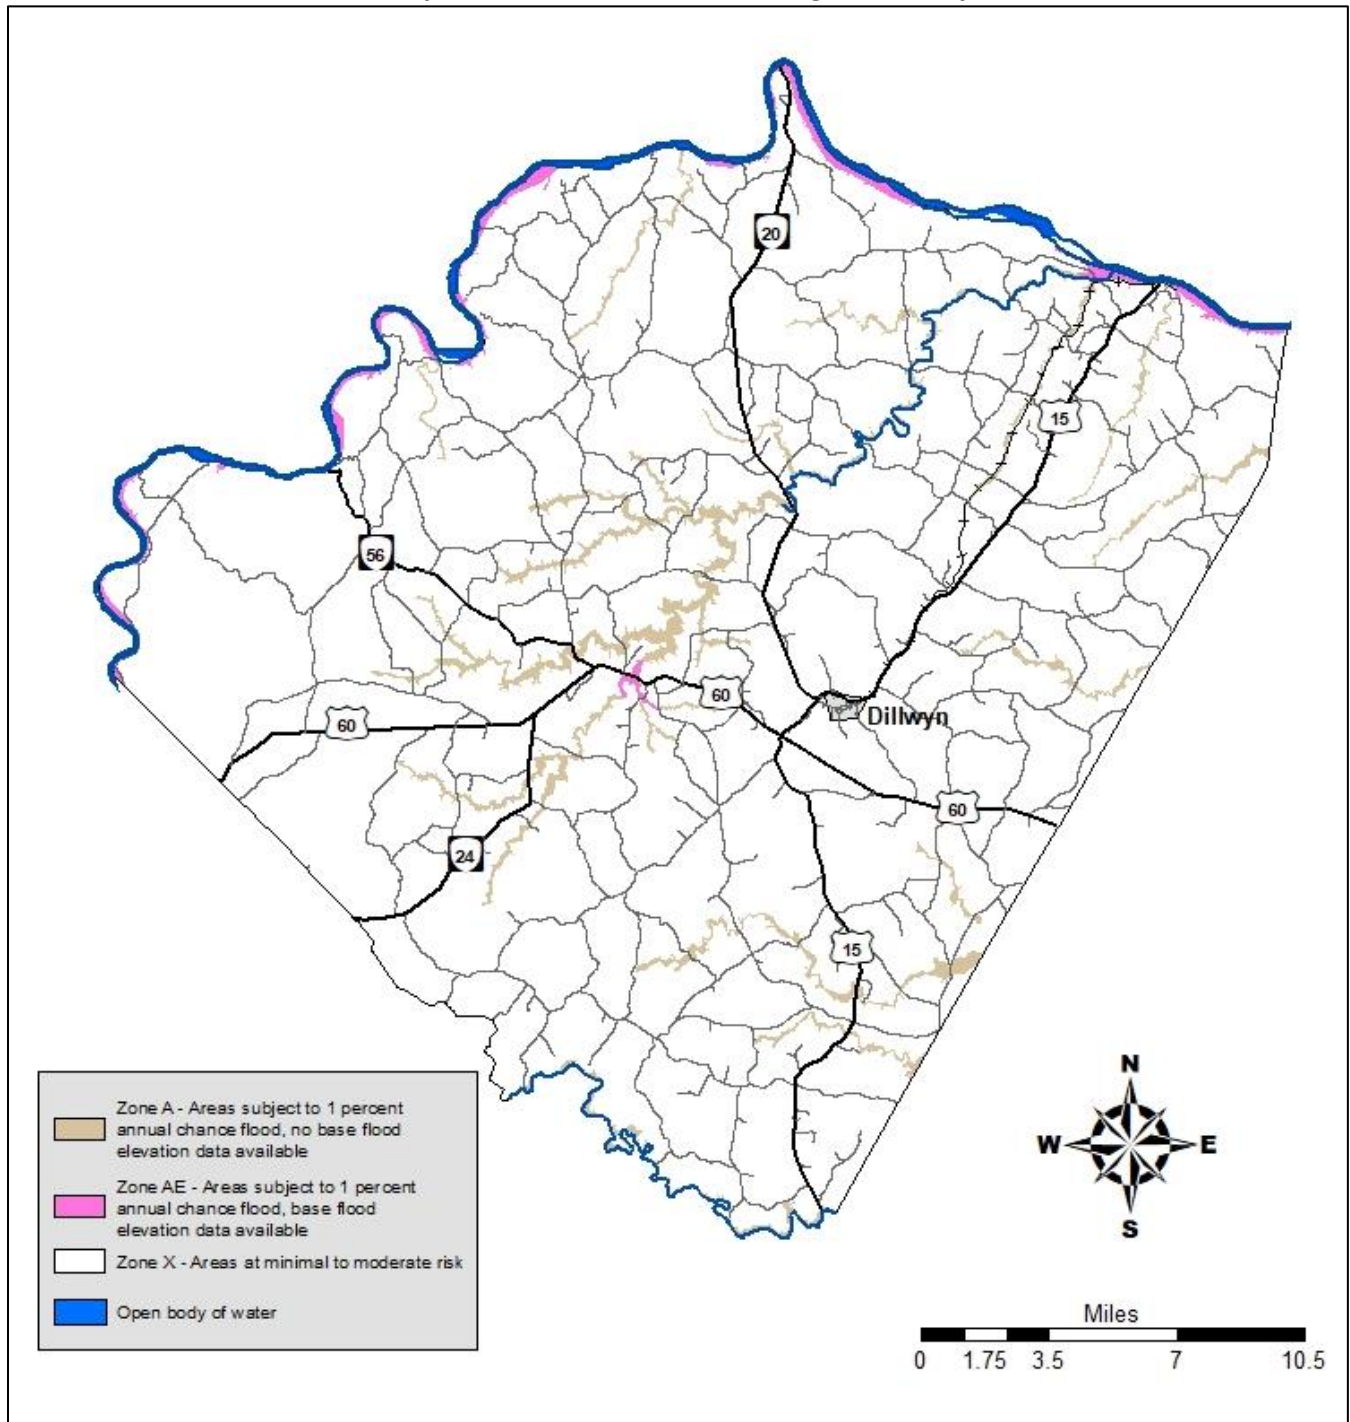 20
15
56
60
60
Dillwyn
60
24
15
Zone A - Areas subject to 1 percent
annual chance flood, no base flood
elevation data available
Zone AE - Areas subject to 1 percent
annual chance flood, base flood
elevation data available
Zone X - Areas at minimal to moderate risk
Open body of water
N
W E
S
Miles
0 1.75 3.5 7 10.5